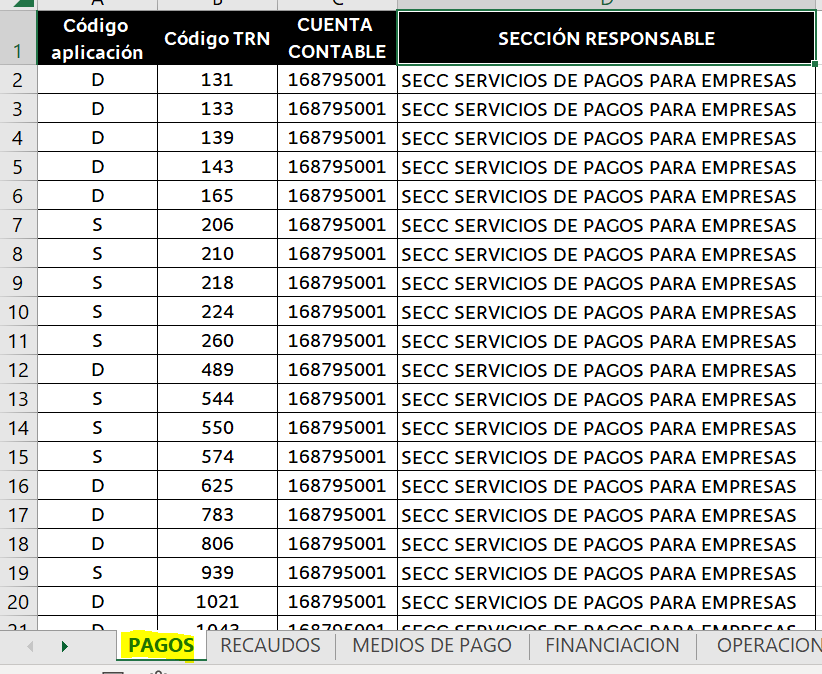 A B C D
1 Código aplicación Código TRN CUENTA CONTABLE SECCIÓN RESPONSABLE
2 D 131 168795001 SECC SERVICIOS DE PAGOS PARA EMPRESAS
3 D 133 168795001 SECC SERVICIOS DE PAGOS PARA EMPRESAS
4 D 139 168795001 SECC SERVICIOS DE PAGOS PARA EMPRESAS
5 D 143 168795001 SECC SERVICIOS DE PAGOS PARA EMPRESAS
6 D 165 168795001 SECC SERVICIOS DE PAGOS PARA EMPRESAS
7 S 206 168795001 SECC SERVICIOS DE PAGOS PARA EMPRESAS
8 S 210 168795001 SECC SERVICIOS DE PAGOS PARA EMPRESAS
9 S 218 168795001 SECC SERVICIOS DE PAGOS PARA EMPRESAS
10 S 224 168795001 SECC SERVICIOS DE PAGOS PARA EMPRESAS
11 S 260 168795001 SECC SERVICIOS DE PAGOS PARA EMPRESAS
12 D 489 168795001 SECC SERVICIOS DE PAGOS PARA EMPRESAS
13 S 544 168795001 SECC SERVICIOS DE PAGOS PARA EMPRESAS
14 S 550 168795001 SECC SERVICIOS DE PAGOS PARA EMPRESAS
15 S 574 168795001 SECC SERVICIOS DE PAGOS PARA EMPRESAS
16 D 625 168795001 SECC SERVICIOS DE PAGOS PARA EMPRESAS
17 D 783 168795001 SECC SERVICIOS DE PAGOS PARA EMPRESAS
18 D 806 168795001 SECC SERVICIOS DE PAGOS PARA EMPRESAS
19 S 939 168795001 SECC SERVICIOS DE PAGOS PARA EMPRESAS
20 D 1021 168795001 SECC SERVICIOS DE PAGOS PARA EMPRESAS
21 D 168795001 SECC SERVICIOS DE PAGOS PARA EMPRESAS
PAGOS RECAUDOS MEDIOS DE PAGO FINANCIACION OPERACION